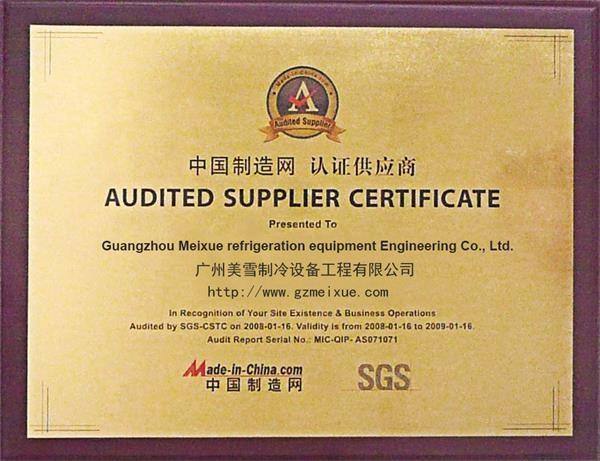 Made-in-China.com
A
Audited Supplier
中国制造网 认证供应商
AUDITED SUPPLIER CERTIFICATE
Presented To
Guangzhou Meixue refrigeration equipment Engineering Co., Ltd.
广州美雪制冷设备工程有限公司
http://www.gzmeixue.com
In Recognition of Your Site Existence & Business Operations
Audited by SGS-CSTC on 2008-01-16. Validity is from 2008-01-16 to 2009-01-16.
Audit Report Serial No.: MIC-QIP- AS071071
Made-in-China.com
中国制造网
SGS